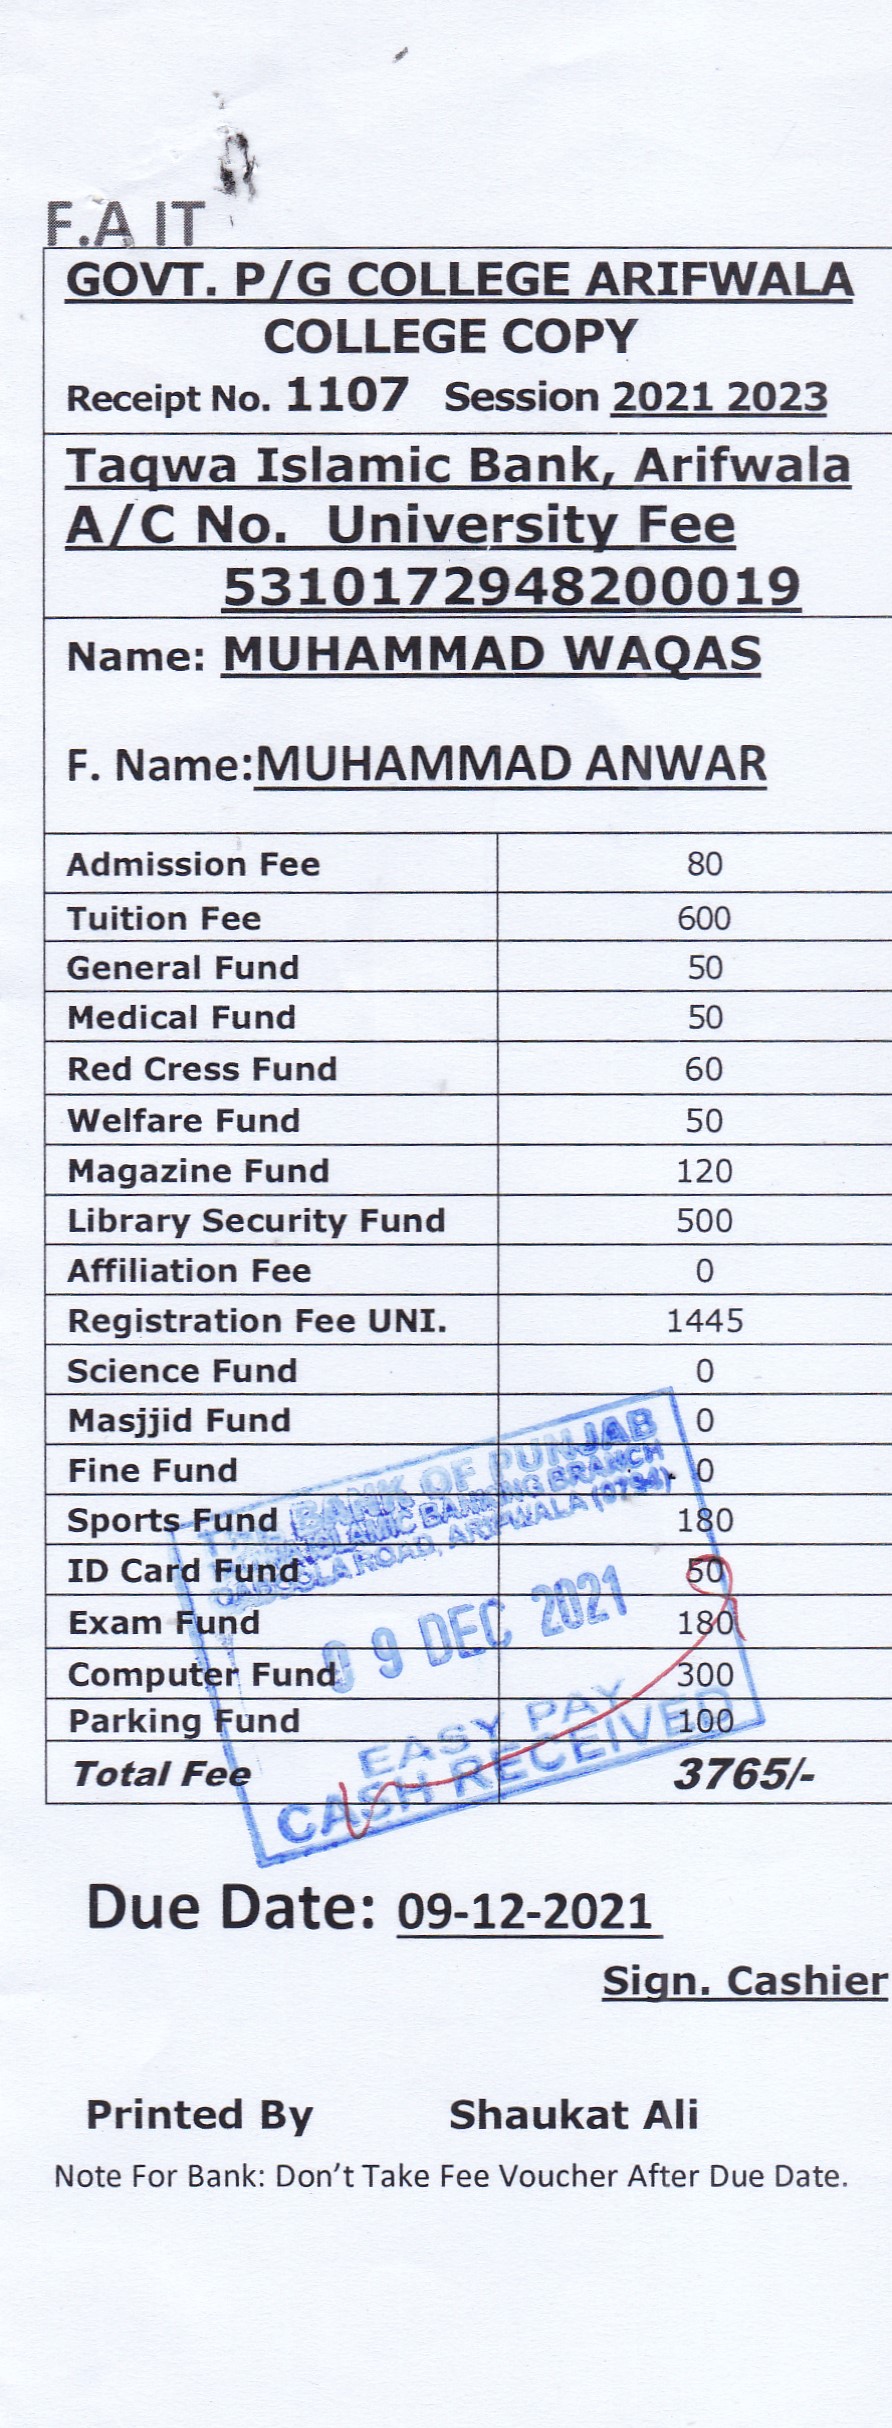 F.A IT
GOVT. P/G COLLEGE ARIFWALA
COLLEGE COPY
Receipt No. 1107 Session 2021 2023
Taqwa Islamic Bank, Arifwala
A/C No. University Fee
5310172948200019
Name: MUHAMMAD WAQAS
F. Name:MUHAMMAD ANWAR
Admission Fee 80
Tuition Fee 600
General Fund 50
Medical Fund 50
Red Cress Fund 60
Welfare Fund 50
Magazine Fund 120
Library Security Fund 500
Affiliation Fee 0
Registration Fee UNI. 1445
Science Fund 0
Masjjid Fund 0
Fine Fund 0
Sports Fund 180
ID Card Fund 50
Exam Fund 180
Computer Fund 300
Parking Fund 100
Total Fee 3765/-
THE BANK OF PUNJAB
ISLAMIC BANKING BRANCH
ROAD, ARIFWALA (0794)
09 DEC 2021
EASY PAY
CASH RECEIVED
Due Date: 09-12-2021
Sign. Cashier
Printed By Shaukat Ali
Note For Bank: Don’t Take Fee Voucher After Due Date.